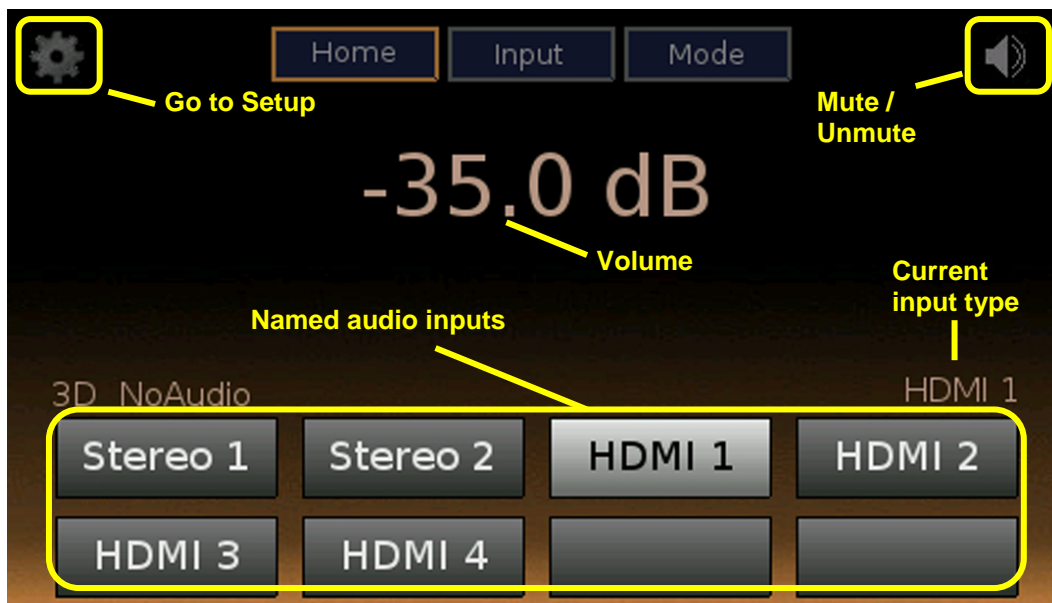 Home Input Mode
Go to Setup
Mute /
Unmute
-35.0 dB
Volume
Current
input type
Named audio inputs
3D NoAudio HDMI 1
Stereo 1 Stereo 2 HDMI 1 HDMI 2
HDMI 3 HDMI 4